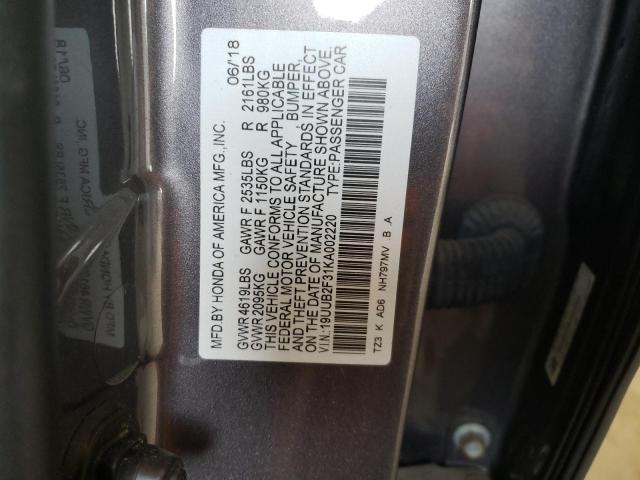 MFD.BY HONDA OF AMERICA MFG.,INC. 06/18
GVWR 4619LBS GAWR F 2535LBS R 2161LBS
GVWR 2095KG GAWR F 1150KG R 980KG
THIS VEHICLE CONFORMS TO ALL APPLICABLE
FEDERAL MOTOR VEHICLE SAFETY , BUMPER,
AND THEFT PREVENTION STANDARDS IN EFFECT
ON THE DATE OF MANUFACTURE SHOWN ABOVE.
VIN:19UUB2F31KA002220 TYPE:PASSENGER CAR
TZ3 K AD6 NH797MV .B .A